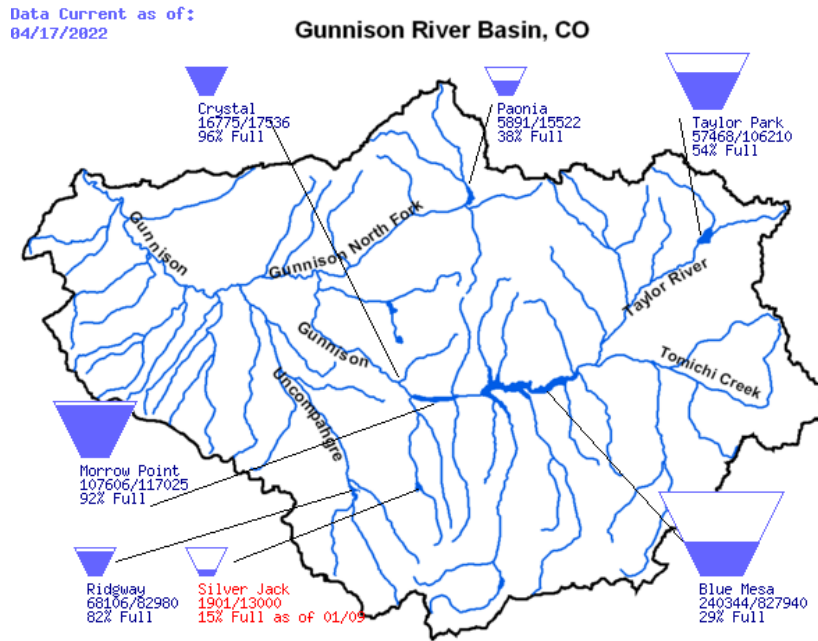 Data Current as of:
04/17/2022
Gunnison River Basin, CO
Crystal
16775/17536
96% Full
Paonia
5891/15522
38% Full
Taylor Park
57468/106210
54% Full
Gunnison
Gunnison North Fork
Taylor River
Gunnison
Tomichi Creek
Uncompahgre
Morrow Point
107606/117025
92% Full
Ridgway
68106/82980
82% Full
Silver Jack
1901/13000
15% Full as of 01/09
Blue Mesa
240344/827940
29% Full